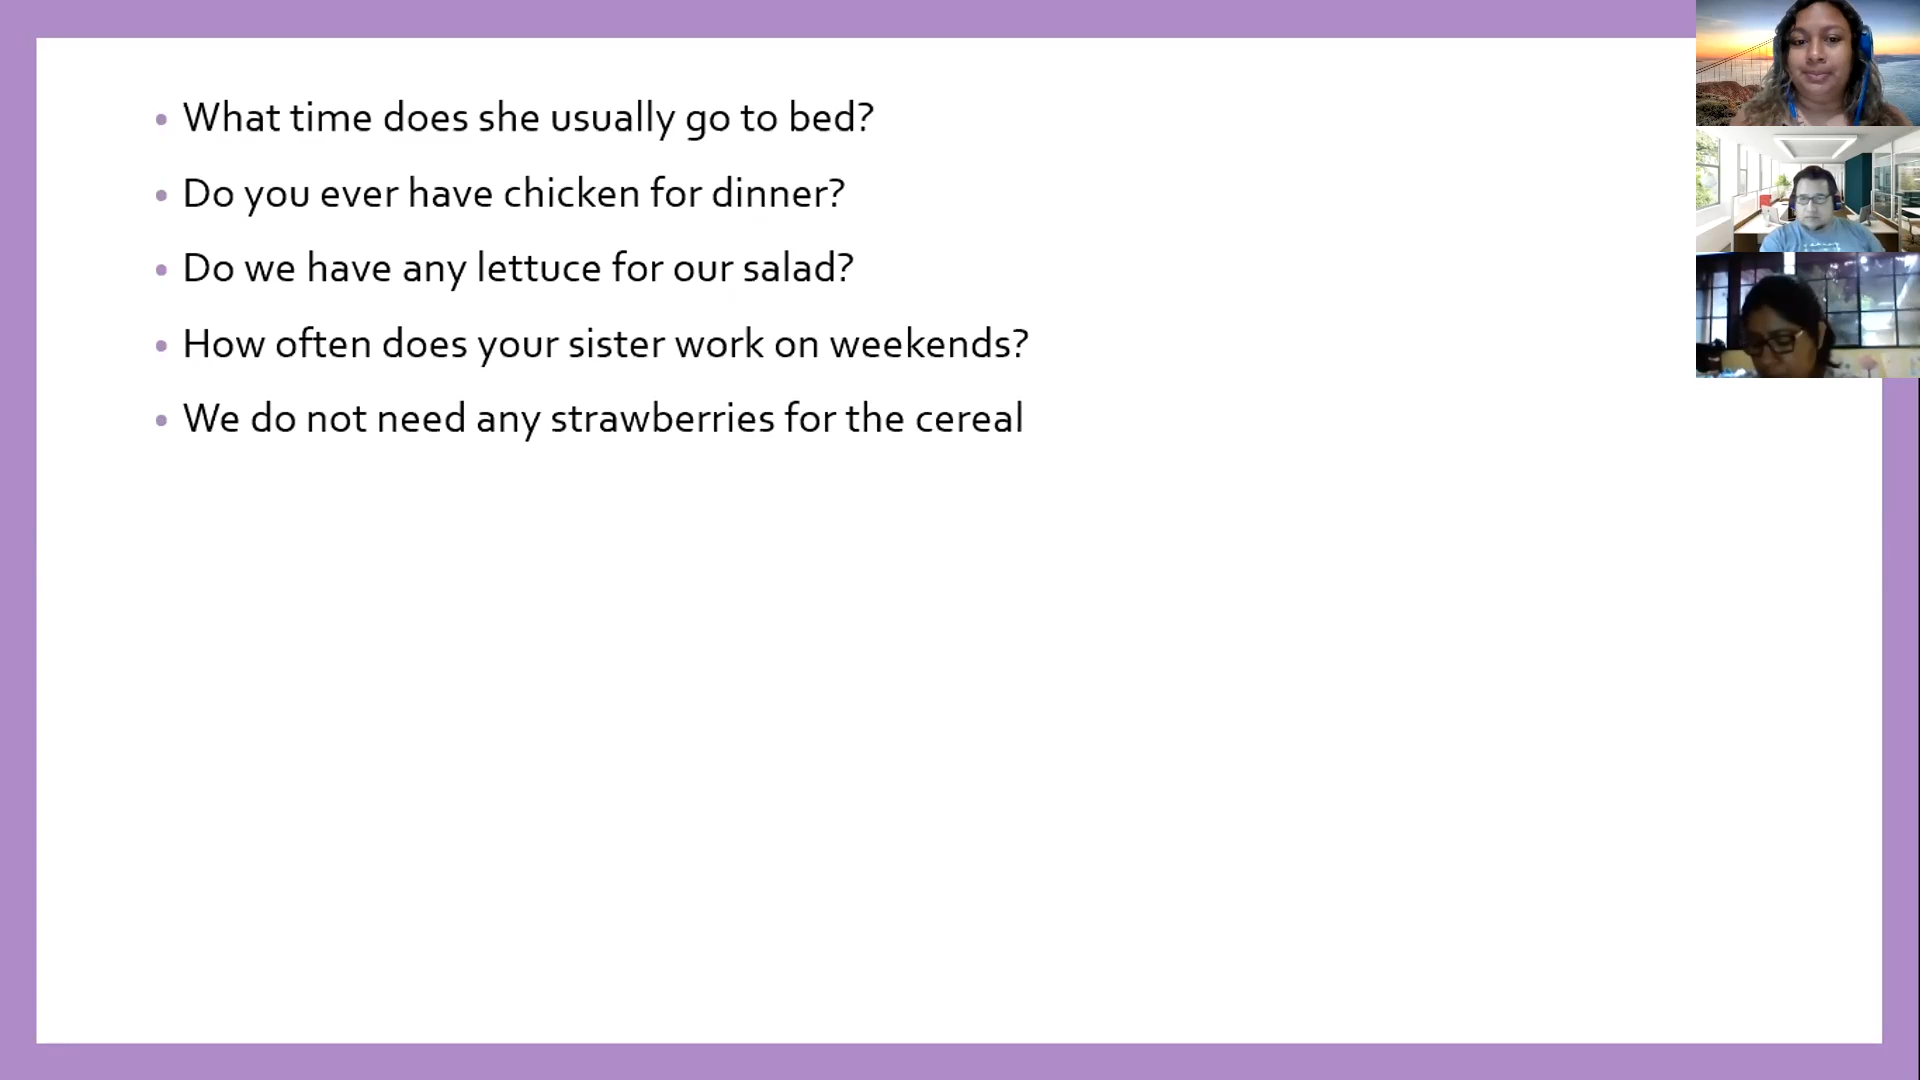 • What time does she usually go to bed?
• Do you ever have chicken for dinner?
• Do we have any lettuce for our salad?
• How often does your sister work on weekends?
• We do not need any strawberries for the cereal